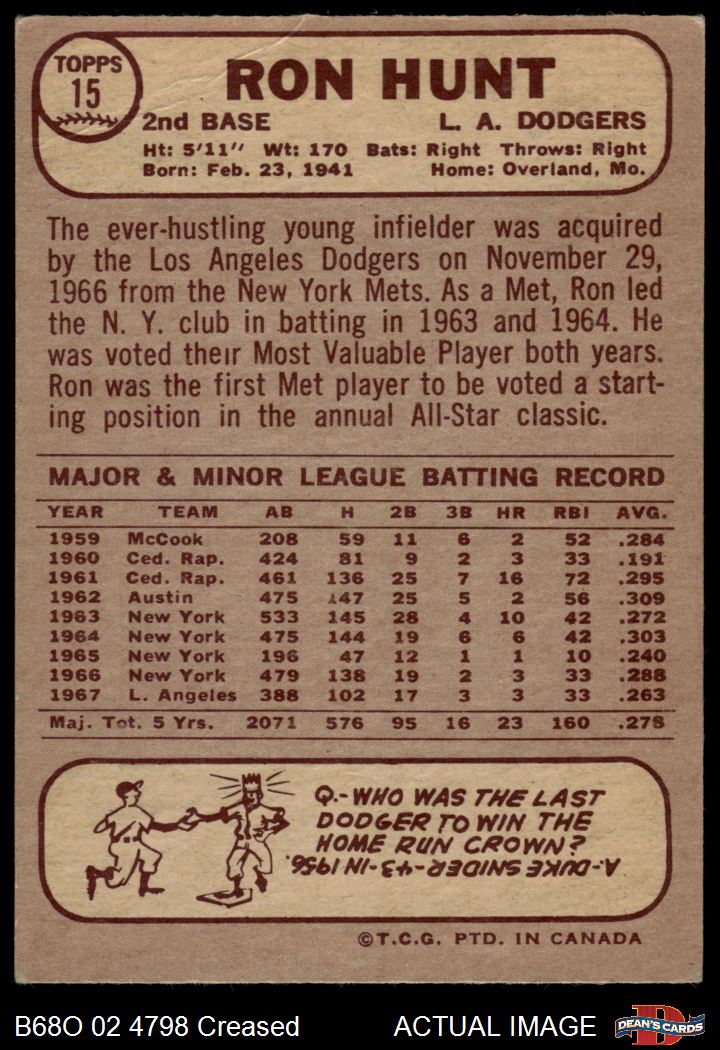 TOPPS
15
RON HUNT
2nd BASE L. A. DODGERS
Ht: 5'11" Wt: 170 Bats: Right Throws: Right
Born: Feb. 23, 1941 Home: Overland, Mo.
The ever-hustling young infielder was acquired
by the Los Angeles Dodgers on November 29,
1966 from the New York Mets. As a Met, Ron led
the N. Y. club in batting in 1963 and 1964. He
was voted their Most Valuable Player both years.
Ron was the first Met player to be voted a start-
ing position in the annual All-Star classic.
MAJOR & MINOR LEAGUE BATTING RECORD
YEAR TEAM AB H 2B 3B HR RBI AVG.
1959 McCook 208 59 11 6 2 52 .284
1960 Ced. Rap. 424 81 9 2 3 33 .191
1961 Ced. Rap. 461 136 25 7 16 72 .295
1962 Austin 475 147 25 5 2 56 .309
1963 New York 533 145 28 4 10 42 .272
1964 New York 475 144 19 6 6 42 .303
1965 New York 196 47 12 1 1 10 .240
1966 New York 479 138 19 2 3 33 .288
1967 L. Angeles 388 102 17 3 3 33 .263
Maj. Tot. 5 Yrs. 2071 576 95 16 23 160 .278
Q.-WHO WAS THE LAST
DODGER TO WIN THE
HOME RUN CROWN?
A-DUKE SNIDER-43-IN 1956.
©T.C.G. PTD. IN CANADA
B68O 02 4798 Creased ACTUAL IMAGE
D
DEAN'S CARDS